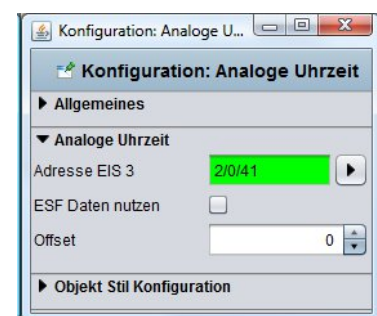 Konfiguration: Analoge U...
Konfiguration: Analoge Uhrzeit
Allgemeines
Analoge Uhrzeit
Adresse EIS 3 2/0/41
ESF Daten nutzen
Offset 0
Objekt Stil Konfiguration